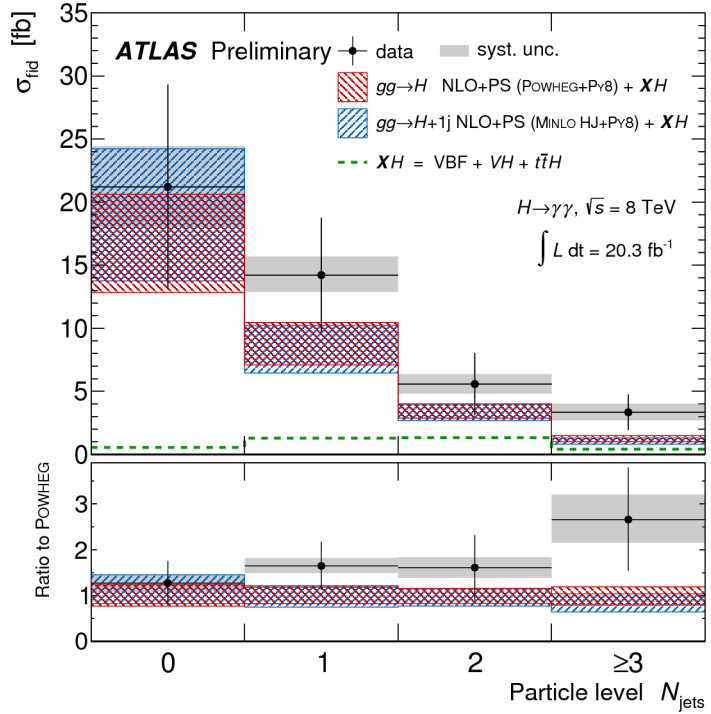 ATLAS Preliminary
data
syst. unc.
gg→H NLO+PS (POWHEG+PY8) + XH
gg→H+1j NLO+PS (MINLO HJ+PY8) + XH
XH = VBF + VH + tt̄H
H→γγ, √s = 8 TeV
∫ L dt = 20.3 fb⁻¹
σ_fid [fb]
35
30
25
20
15
10
5
0
Ratio to POWHEG
3
2
1
0
0 1 2 ≥3
Particle level N_jets